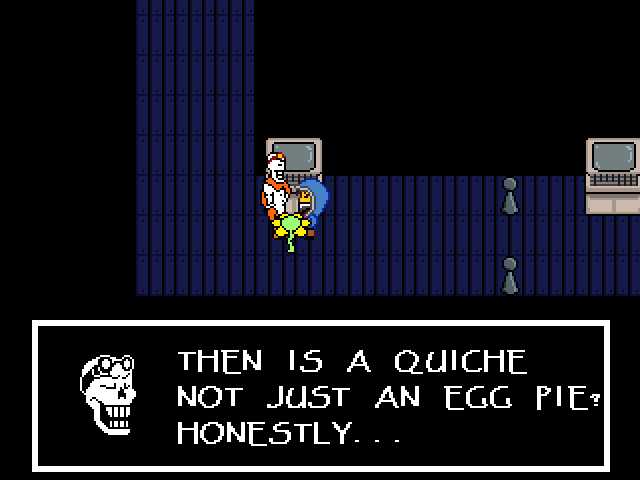 THEN IS A QUICHE
NOT JUST AN EGG PIE?
HONESTLY...